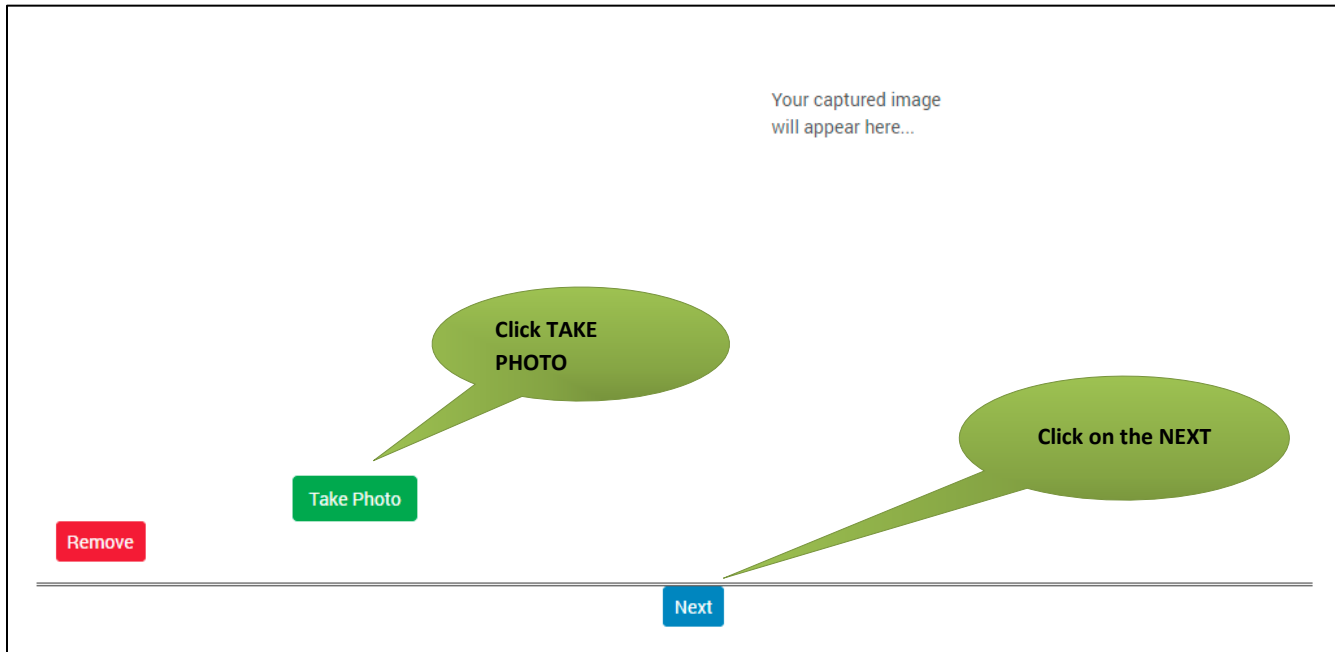 Your captured image
will appear here...
Click TAKE
PHOTO
Click on the NEXT
Take Photo
Remove
Next